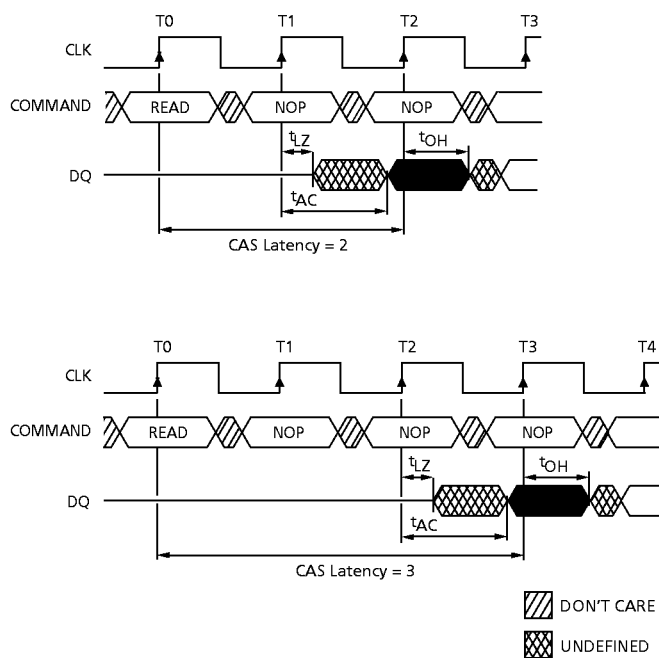 T0 T1 T2 T3
CLK
COMMAND READ NOP NOP
tLZ tOH
DQ
tAC
CAS Latency = 2
T0 T1 T2 T3 T4
CLK
COMMAND READ NOP NOP NOP
tLZ tOH
DQ
tAC
CAS Latency = 3
DON'T CARE
UNDEFINED